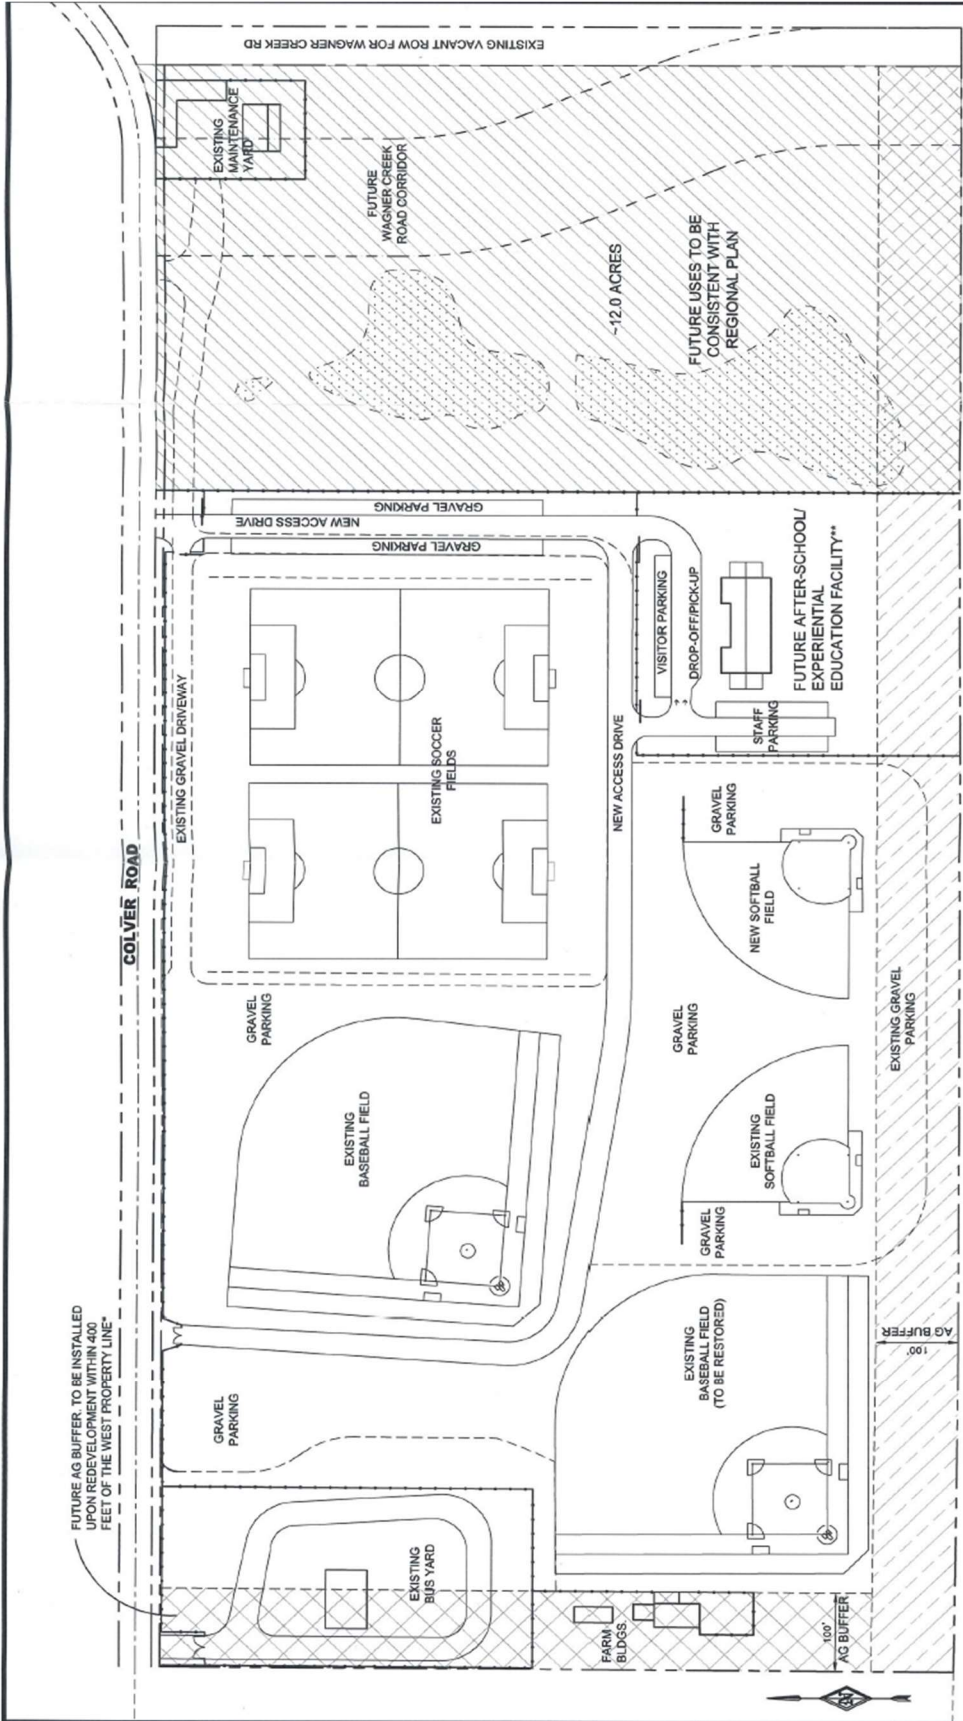 FUTURE AG BUFFER. TO BE INSTALLED
UPON REDEVELOPMENT WITHIN 400
FEET OF THE WEST PROPERTY LINE*
COLVER ROAD
EXISTING GRAVEL DRIVEWAY
EXISTING VACANT ROW FOR WAGNER CREEK RD
EXISTING
MAINTENANCE
YARD
FUTURE
WAGNER CREEK
ROAD CORRIDOR
~12.0 ACRES
FUTURE USES TO BE
CONSISTENT WITH
REGIONAL PLAN
GRAVEL PARKING
NEW ACCESS DRIVE
GRAVEL PARKING
EXISTING SOCCER
FIELDS
NEW ACCESS DRIVE
VISITOR PARKING
DROP-OFF/PICK-UP
FUTURE AFTER-SCHOOL/
EXPERIENTIAL
EDUCATION FACILITY**
STAFF
PARKING
GRAVEL
PARKING
EXISTING
BASEBALL FIELD
GRAVEL
PARKING
NEW SOFTBALL
FIELD
GRAVEL
PARKING
EXISTING
SOFTBALL FIELD
GRAVEL
PARKING
EXISTING GRAVEL
PARKING
GRAVEL
PARKING
EXISTING
BASEBALL FIELD
(TO BE RESTORED)
100'
AG BUFFER
EXISTING
BUS YARD
FARM
BLDGS.
100'
AG BUFFER
N